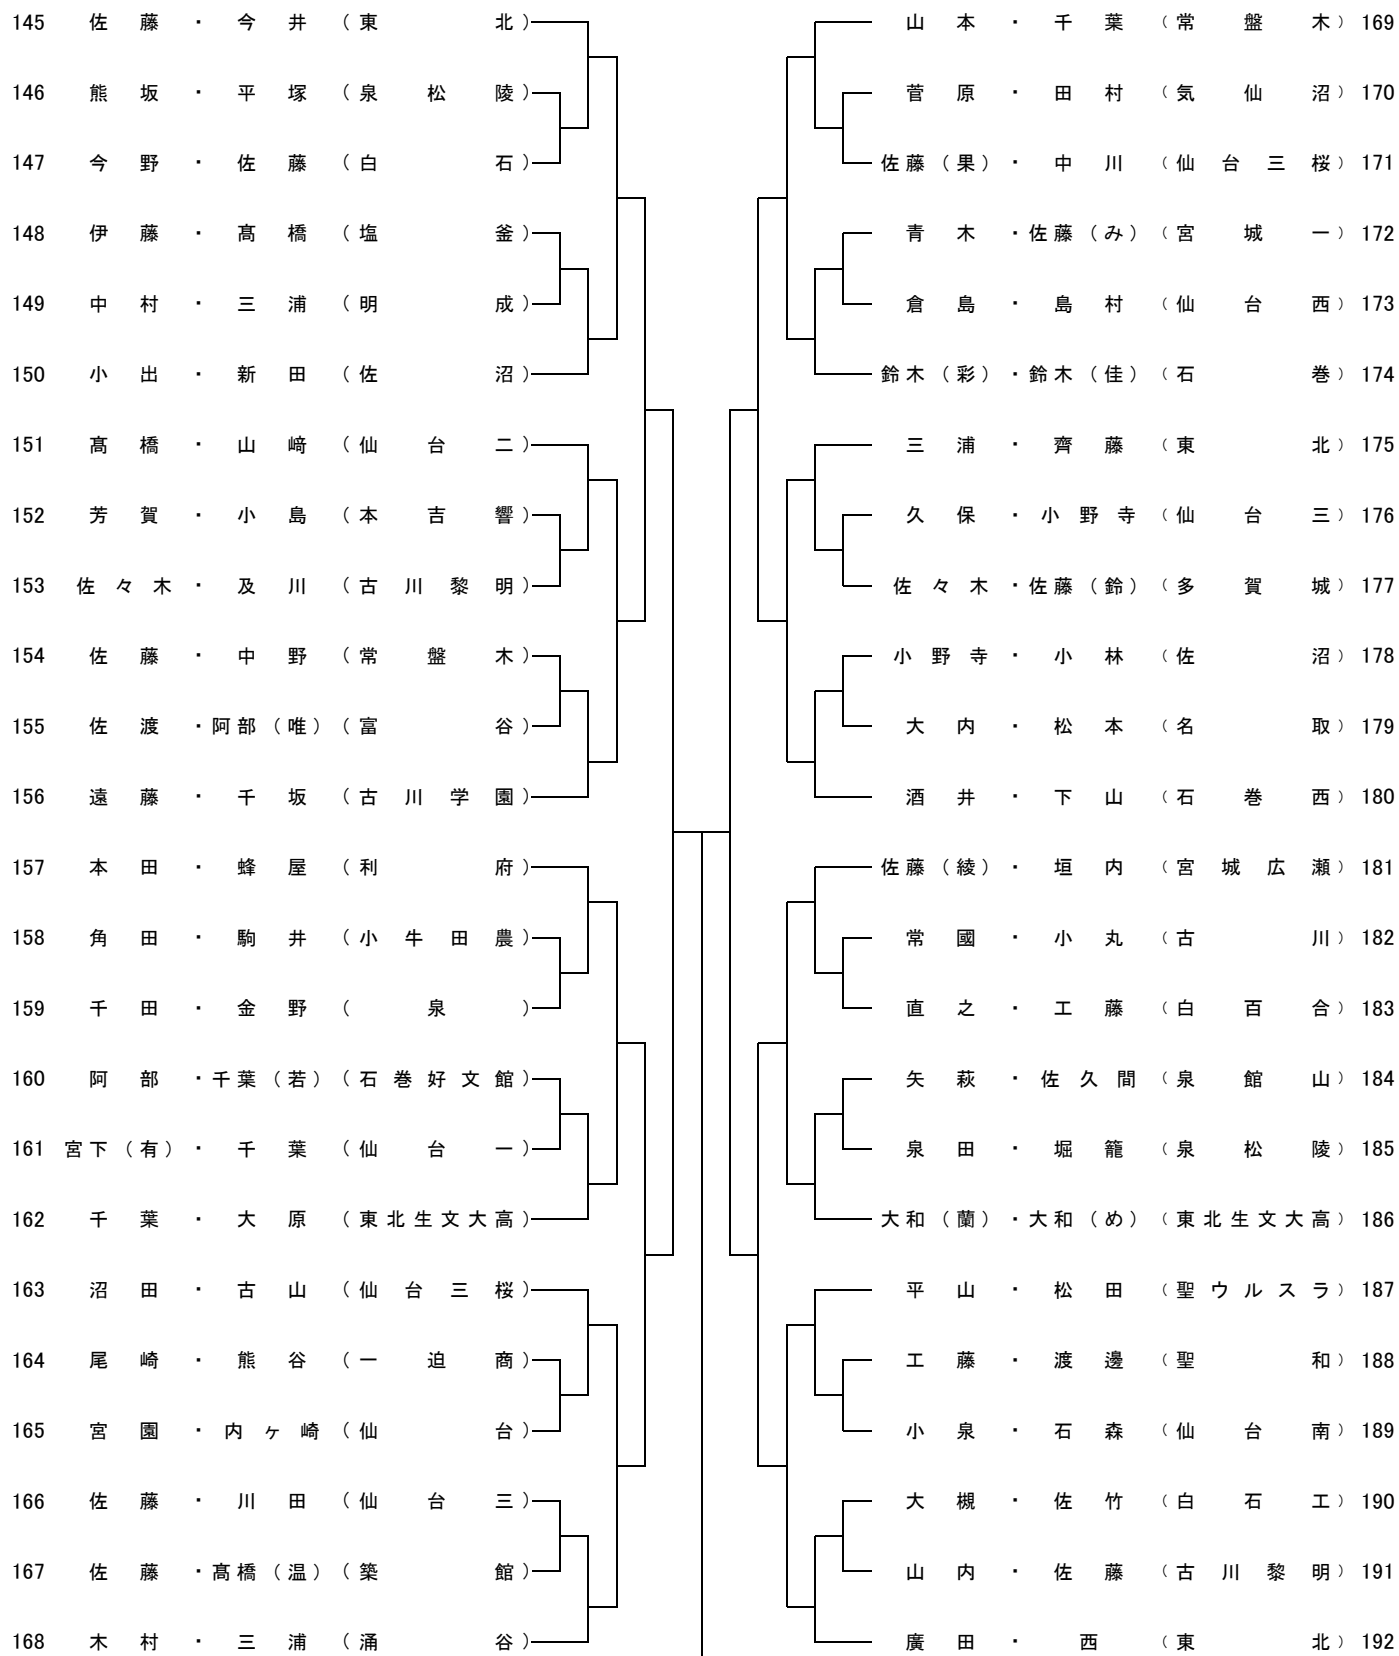 145 佐藤・今井（東北）
146 熊坂・平塚（泉松陵）
147 今野・佐藤（白石）
148 伊藤・髙橋（塩釜）
149 中村・三浦（明成）
150 小出・新田（佐沼）
151 髙橋・山﨑（仙台二）
152 芳賀・小島（本吉響）
153 佐々木・及川（古川黎明）
154 佐藤・中野（常盤木）
155 佐渡・阿部（唯）（富谷）
156 遠藤・千坂（古川学園）
157 本田・蜂屋（利府）
158 角田・駒井（小牛田農）
159 千田・金野（泉）
160 阿部・千葉（若）（石巻好文館）
161 宮下（有）・千葉（仙台一）
162 千葉・大原（東北生文大高）
163 沼田・古山（仙台三桜）
164 尾崎・熊谷（一迫商）
165 宮園・内ヶ崎（仙台）
166 佐藤・川田（仙台三）
167 佐藤・髙橋（温）（築館）
168 木村・三浦（涌谷）
山本・千葉（常盤木）169
菅原・田村（気仙沼）170
佐藤（果）・中川（仙台三桜）171
青木・佐藤（み）（宮城一）172
倉島・島村（仙台西）173
鈴木（彩）・鈴木（佳）（石巻）174
三浦・齊藤（東北）175
久保・小野寺（仙台三）176
佐々木・佐藤（鈴）（多賀城）177
小野寺・小林（佐沼）178
大内・松本（名取）179
酒井・下山（石巻西）180
佐藤（綾）・垣内（宮城広瀬）181
常國・小丸（古川）182
直之・工藤（白百合）183
矢萩・佐久間（泉館山）184
泉田・堀籠（泉松陵）185
大和（蘭）・大和（め）（東北生文大高）186
平山・松田（聖ウルスラ）187
工藤・渡邊（聖和）188
小泉・石森（仙台南）189
大槻・佐竹（白石工）190
山内・佐藤（古川黎明）191
廣田・西（東北）192